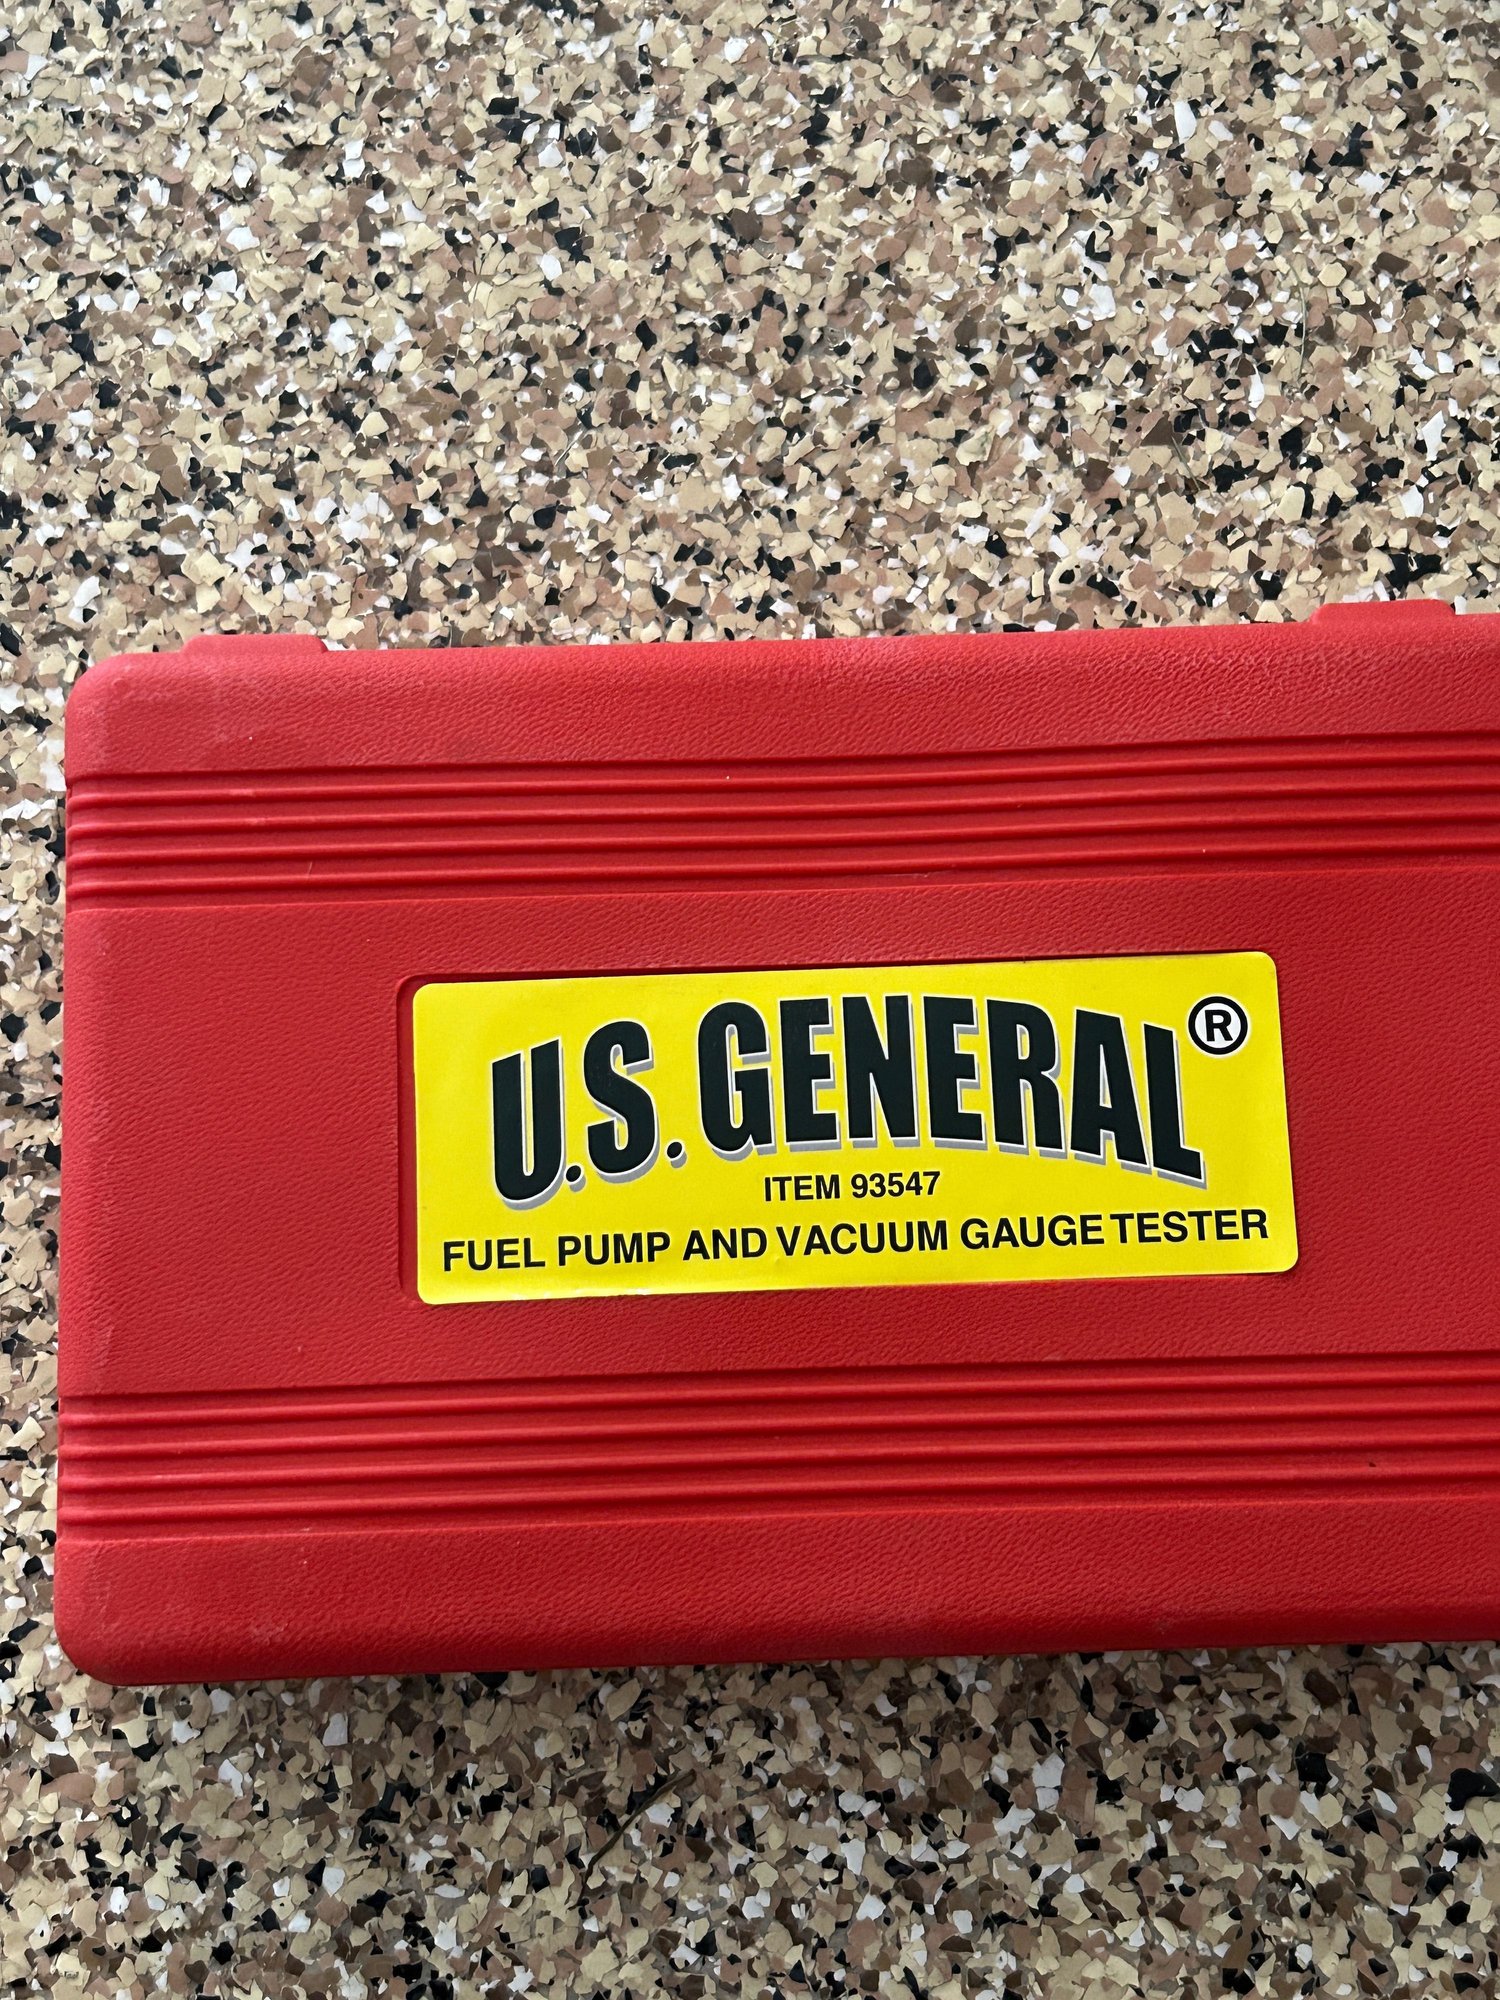 U.S. GENERAL®
ITEM 93547
FUEL PUMP AND VACUUM GAUGE TESTER